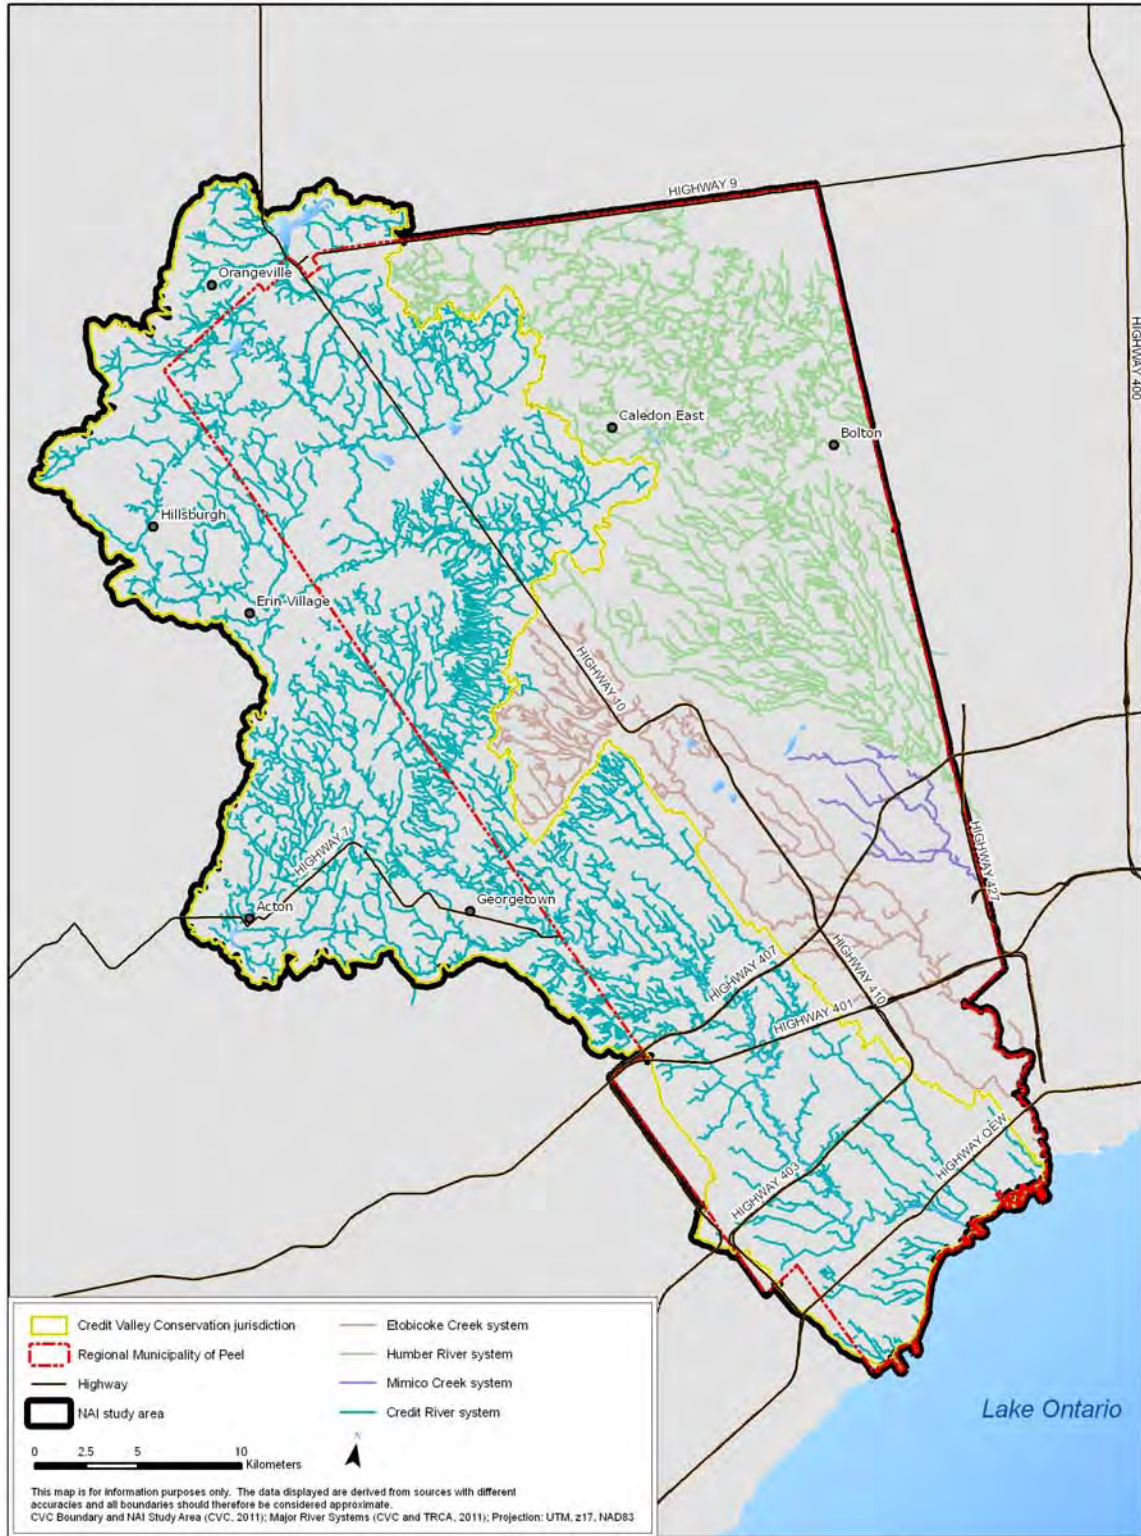 HIGHWAY 9
HIGHWAY 400
Orangeville
Caledon East
Bolton
Hillsburgh
Erin Village
HIGHWAY 10
HIGHWAY 7
HIGHWAY 427
Acton
Georgetown
HIGHWAY 407
HIGHWAY 410
HIGHWAY 401
HIGHWAY QEW
HIGHWAY 403
Lake Ontario
Credit Valley Conservation jurisdiction
Regional Municipality of Peel
Highway
NAI study area
Etobicoke Creek system
Humber River system
Mimico Creek system
Credit River system
0 2.5 5 10
Kilometers
N
This map is for information purposes only. The data displayed are derived from sources with different
accuracies and all boundaries should therefore be considered approximate.
CVC Boundary and NAI Study Area (CVC, 2011); Major River Systems (CVC and TRCA, 2011); Projection: UTM, z17, NAD83